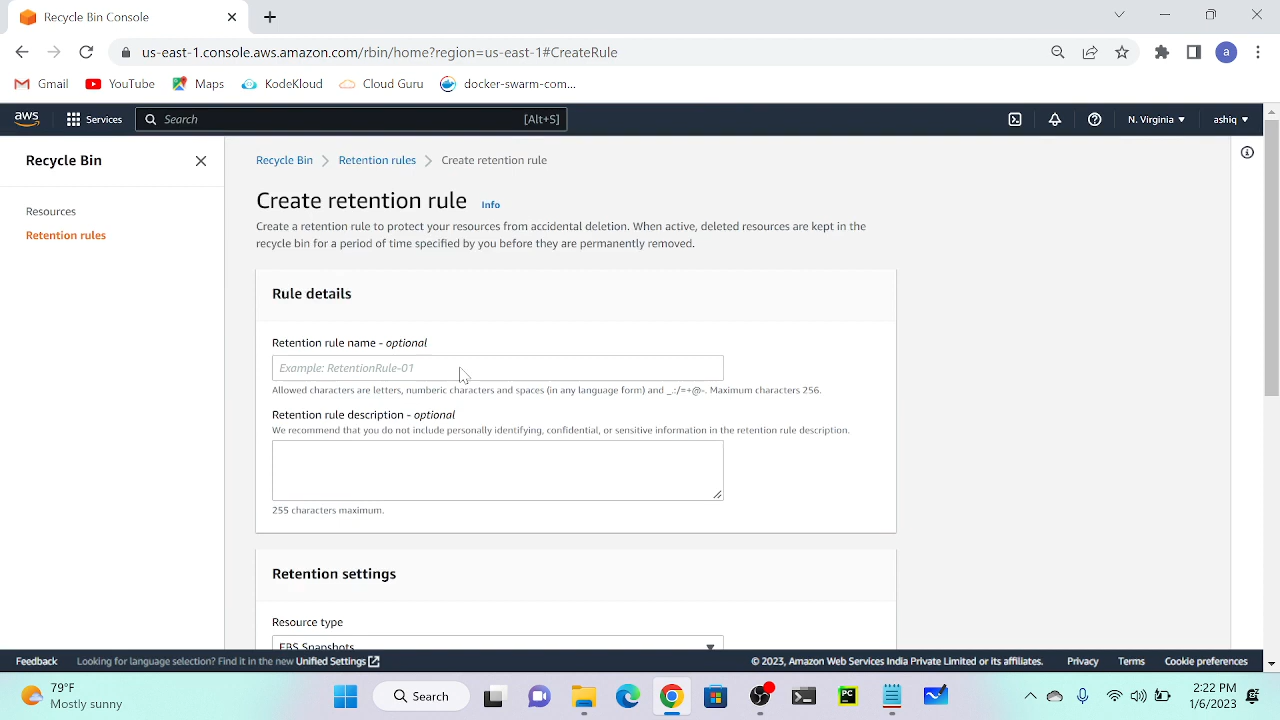 Recycle Bin Console
us-east-1.console.aws.amazon.com/rbin/home?region=us-east-1#CreateRule
a
Gmail
YouTube
Maps
KodeKloud
Cloud Guru
docker-swarm-com...
aws
Services
Search
[Alt+S]
N. Virginia
ashiq
Recycle Bin
Resources
Retention rules
Recycle Bin
Retention rules
Create retention rule
Create retention rule
Info
Create a retention rule to protect your resources from accidental deletion. When active, deleted resources are kept in the
recycle bin for a period of time specified by you before they are permanently removed.
Rule details
Retention rule name - optional
Example: RetentionRule-01
Allowed characters are letters, numberic characters and spaces (in any language form) and _.:/=+@-. Maximum characters 256.
Retention rule description - optional
We recommend that you do not include personally identifying, confidential, or sensitive information in the retention rule description.
255 characters maximum.
Retention settings
Resource type
EBS Snapshots
Feedback
Looking for language selection? Find it in the new Unified Settings
© 2023, Amazon Web Services India Private Limited or its affiliates.
Privacy
Terms
Cookie preferences
79°F
Mostly sunny
Search
PC
2:22 PM
1/6/2023